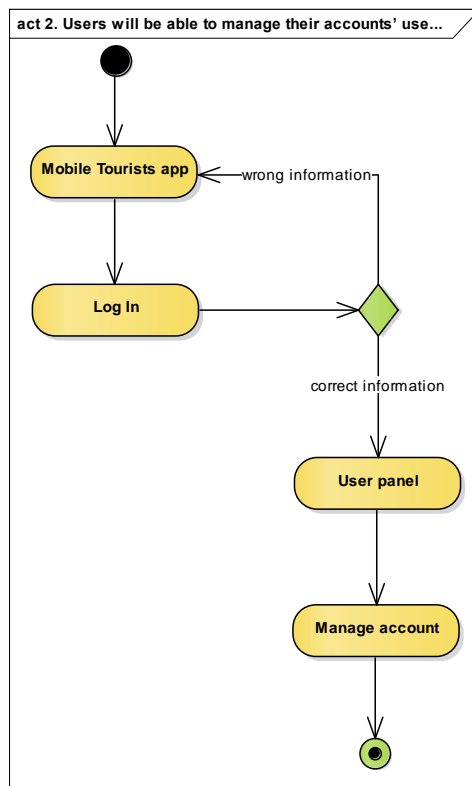 act 2. Users will be able to manage their accounts’ use...
Mobile Tourists app
wrong information
Log In
correct information
User panel
Manage account